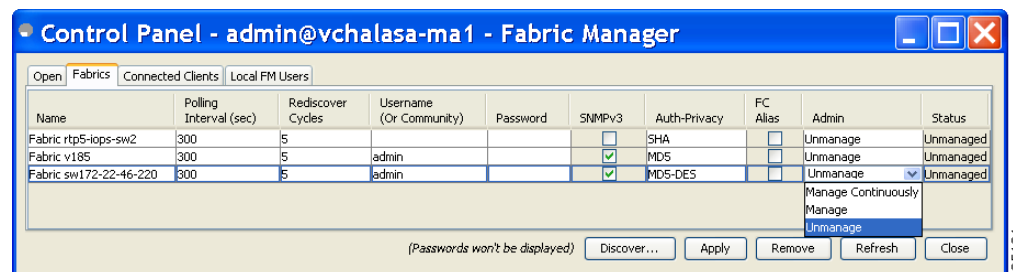 Control Panel - admin@vchalasa-ma1 - Fabric Manager
Open Fabrics Connected Clients Local FM Users
Name Polling Interval (sec) Rediscover Cycles Username (Or Community) Password SNMPv3 Auth-Privacy FC Alias Admin Status
Fabric rtp5-iops-sw2 300 5 SHA Unmanage Unmanaged
Fabric v185 300 5 admin MD5 Unmanage Unmanaged
Fabric sw172-22-46-220 300 5 admin MD5-DES Unmanage Unmanaged
Manage Continuously
Manage
Unmanage
(Passwords won't be displayed) Discover... Apply Remove Refresh Close